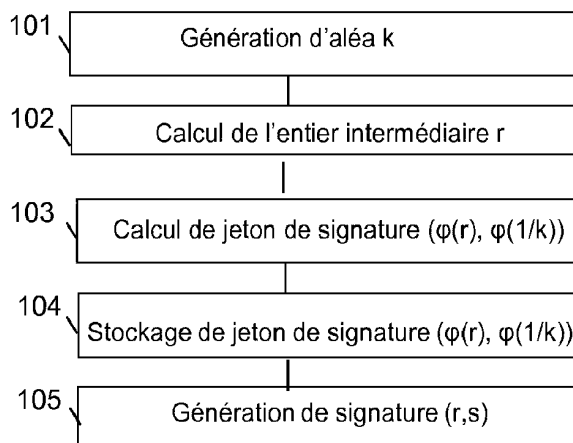 101
Génération d'aléa k
102
Calcul de l'entier intermédiaire r
103
Calcul de jeton de signature (φ(r), φ(1/k))
104
Stockage de jeton de signature (φ(r), φ(1/k))
105
Génération de signature (r,s)